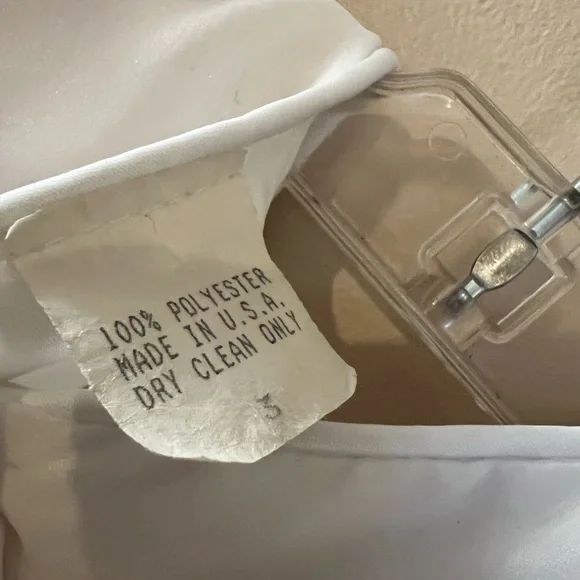 100% POLYESTER
MADE IN U.S.A.
DRY CLEAN ONLY
3